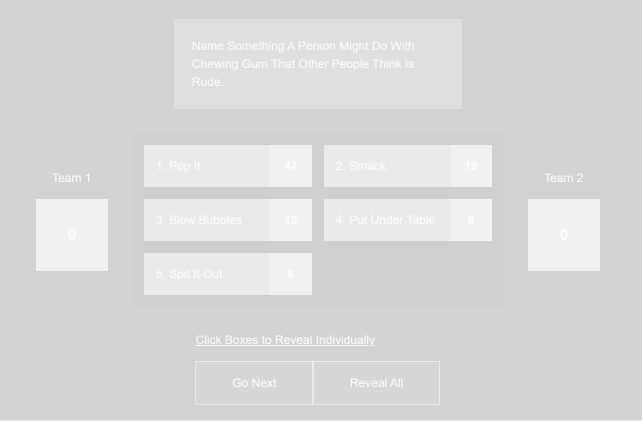 Name Something A Person Might Do With
Chewing Gum That Other People Think Is
Rude.
Team 1
0
1. Pop It 47
2. Smack 19
3. Blow Bubbles 13
4. Put Under Table 8
5. Spit It Out 8
Team 2
0
Click Boxes to Reveal Individually
Go Next
Reveal All